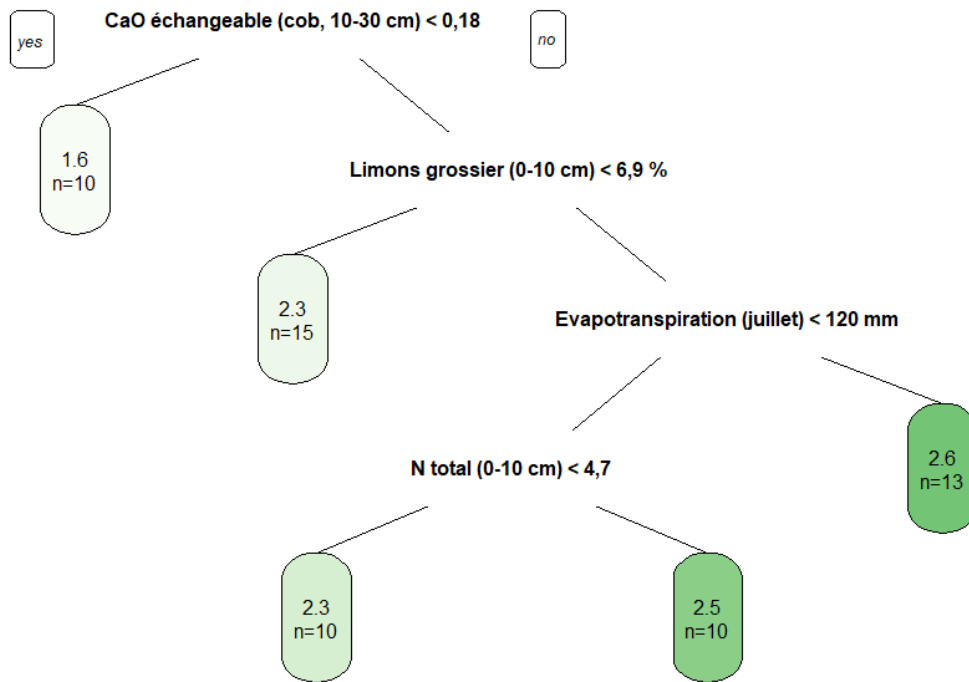 CaO échangeable (cob, 10-30 cm) < 0,18
yes
no
1.6
n=10
Limons grossier (0-10 cm) < 6,9 %
2.3
n=15
Evapotranspiration (juillet) < 120 mm
2.6
n=13
N total (0-10 cm) < 4,7
2.3
n=10
2.5
n=10